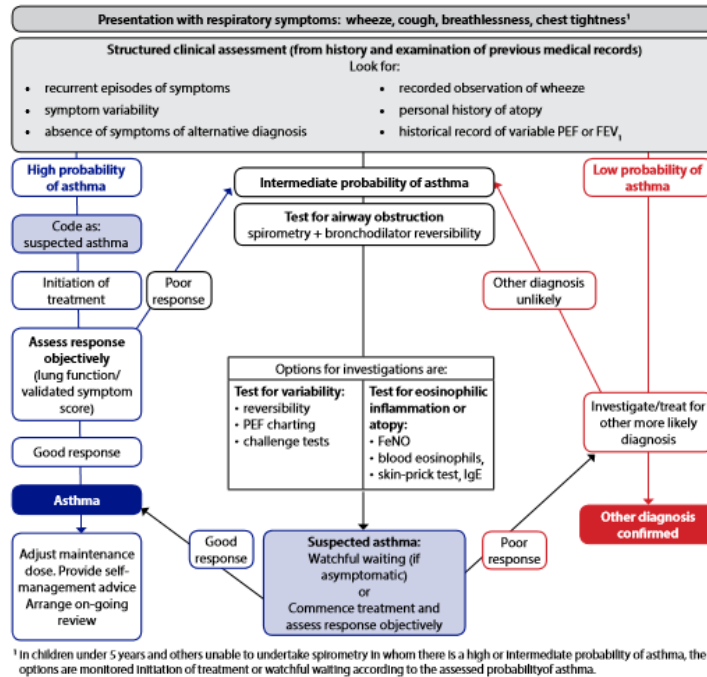 Presentation with respiratory symptoms: wheeze, cough, breathlessness, chest tightness¹
Structured clinical assessment (from history and examination of previous medical records)
Look for:
• recurrent episodes of symptoms
• symptom variability
• absence of symptoms of alternative diagnosis
• recorded observation of wheeze
• personal history of atopy
• historical record of variable PEF or FEV₁
High probability
of asthma
Code as:
suspected asthma
Initiation of
treatment
Assess response
objectively
(lung function/
validated symptom
score)
Good response
Asthma
Adjust maintenance
dose. Provide self-
management advice
Arrange on-going
review
Poor
response
Intermediate probability of asthma
Test for airway obstruction
spirometry + bronchodilator reversibility
Options for investigations are:
Test for variability:
• reversibility
• PEF charting
• challenge tests
Test for eosinophilic
inflammation or
atopy:
• FeNO
• blood eosinophils,
• skin-prick test, IgE
Suspected asthma:
Watchful waiting (if
asymptomatic)
or
Commence treatment and
assess response objectively
Good
response
Poor
response
Low probability of
asthma
Other diagnosis
unlikely
Investigate/treat for
other more likely
diagnosis
Other diagnosis
confirmed
¹ In children under 5 years and others unable to undertake spirometry in whom there is a high or intermediate probability of asthma, the
options are monitored initiation of treatment or watchful waiting according to the assessed probabilityof asthma.